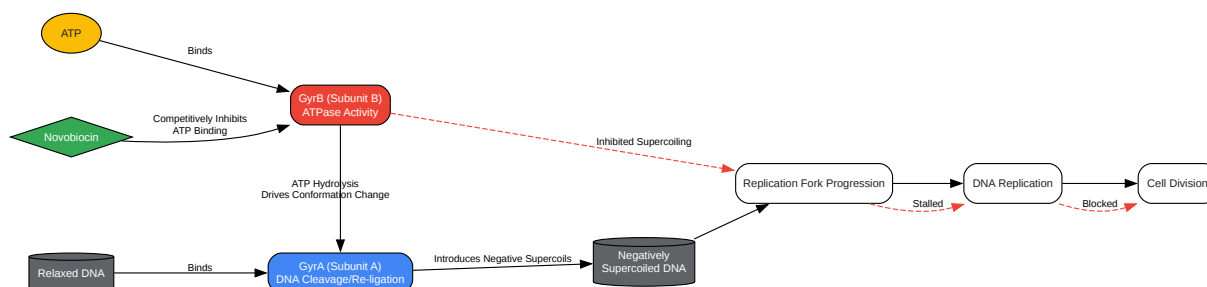 ATP
Binds
GyrB (Subunit B)
ATPase Activity
Competitively Inhibits
ATP Binding
Novobiocin
Inhibited Supercoiling
ATP Hydrolysis
Drives Conformation Change
Replication Fork Progression
DNA Replication
Cell Division
Stalled
Blocked
Relaxed DNA
Binds
GyrA (Subunit A)
DNA Cleavage/Re-ligation
Introduces Negative Supercoils
Negatively
Supercoiled DNA